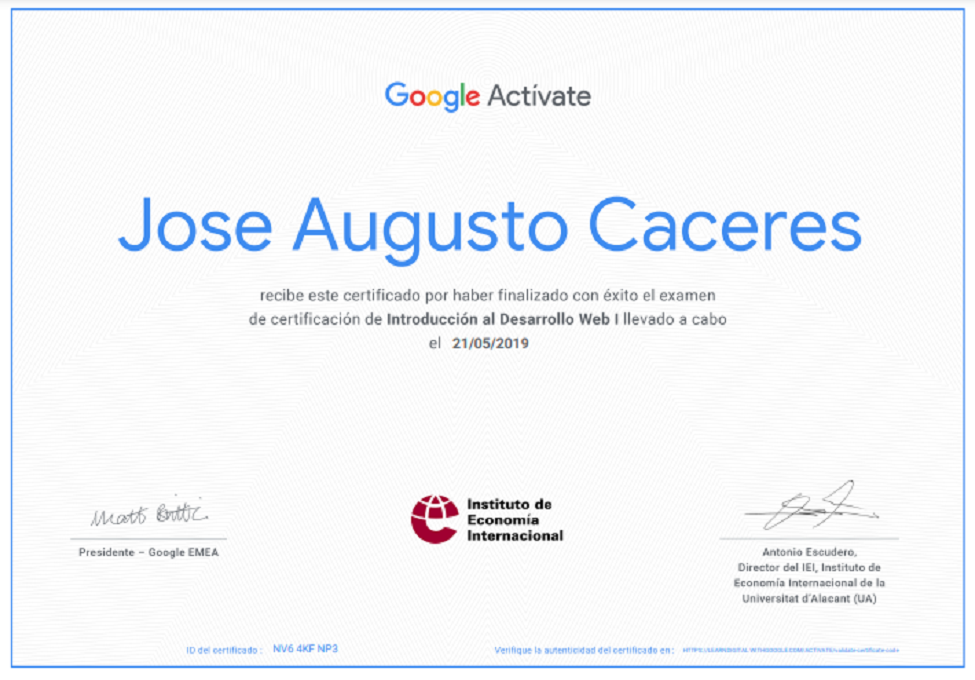 Google Actívate
Jose Augusto Caceres
recibe este certificado por haber finalizado con éxito el examen
de certificación de Introducción al Desarrollo Web I llevado a cabo
el 21/05/2019
Matt Brittin
Presidente – Google EMEA
Instituto de
Economía
Internacional
Antonio Escudero,
Director del IEI, Instituto de
Economía Internacional de la
Universitat d'Alacant (UA)
ID del certificado : NV6 4KF NP3
Verifique la autenticidad del certificado en :